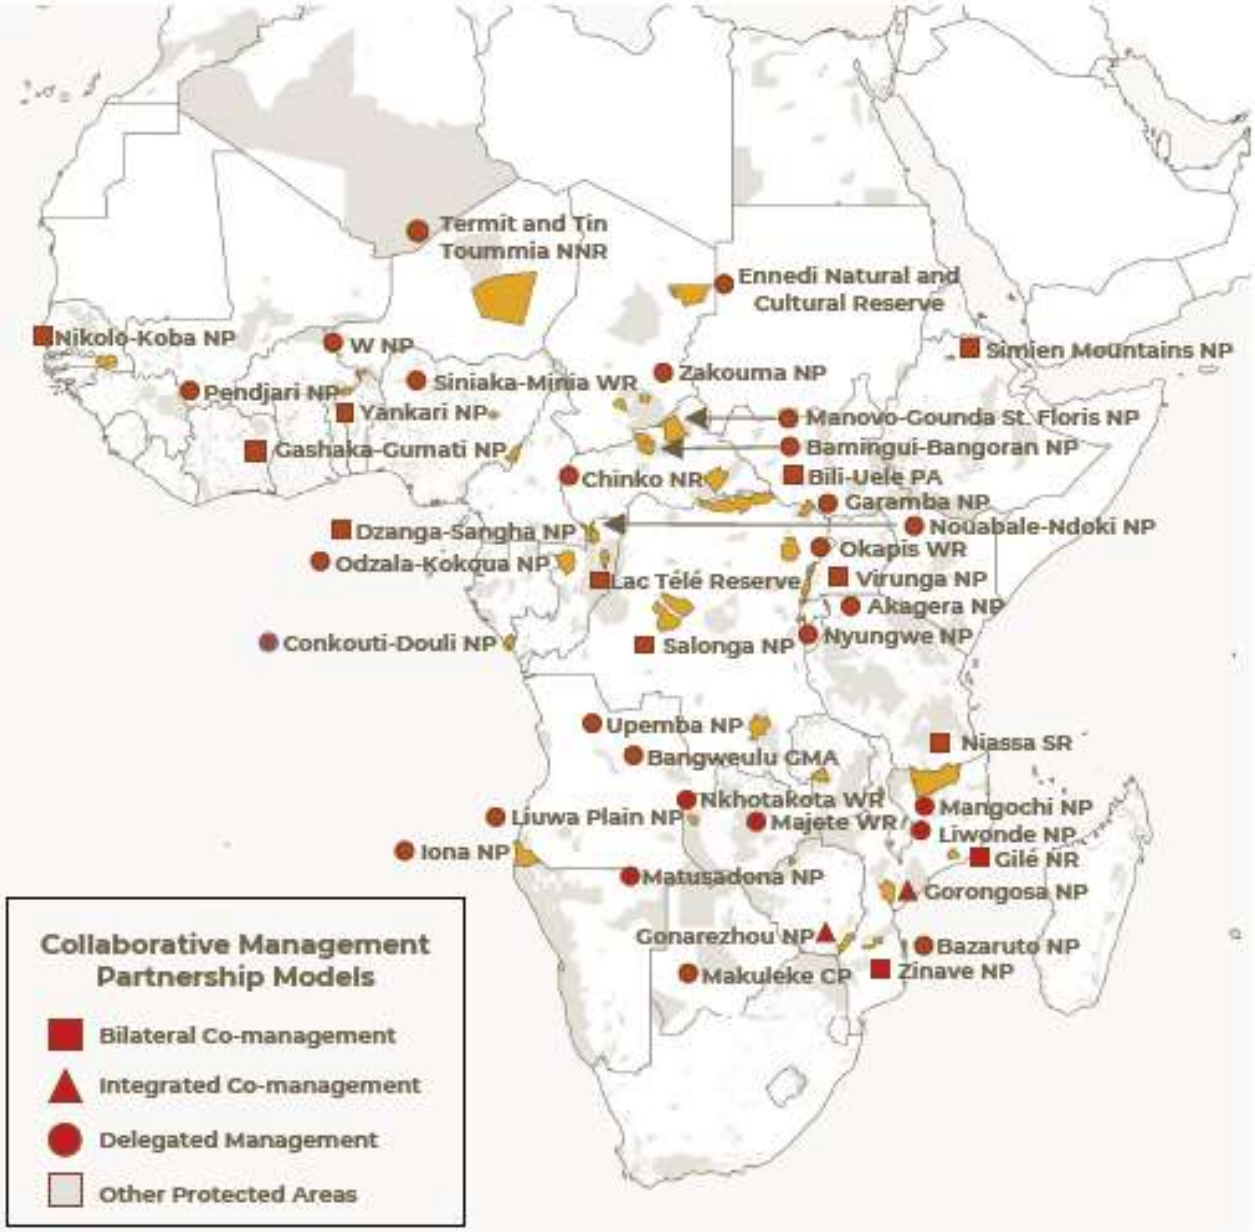 Termit and Tin
Toummia NNR
Ennedi Natural and
Cultural Reserve
Nikolo-Koba NP
W NP
Simien Mountains NP
Zakouma NP
Siniaka-Minia WR
Pendjari NP
Yankari NP
Manovo-Gounda St. Floris NP
Gashaka-Gumati NP
Bamingui-Bangoran NP
Chinko NR
Bili-Uele PA
Garamba NP
Dzanga-Sangha NP
Nouabale-Ndoki NP
Odzala-Kokoua NP
Okapis WR
Lac Télé Reserve
Virunga NP
Akagera NP
Conkouti-Douli NP
Salonga NP
Nyungwe NP
Upemba NP
Niassa SR
Bangweulu GMA
Nkhotakota WR
Mangochi NP
Liuwa Plain NP
Majete WR
Liwonde NP
Iona NP
Gilé NR
Matusadona NP
Gorongosa NP
Gonarezhou NP
Bazaruto NP
Makuleke CP
Zinave NP
Collaborative Management
Partnership Models
Bilateral Co-management
Integrated Co-management
Delegated Management
Other Protected Areas